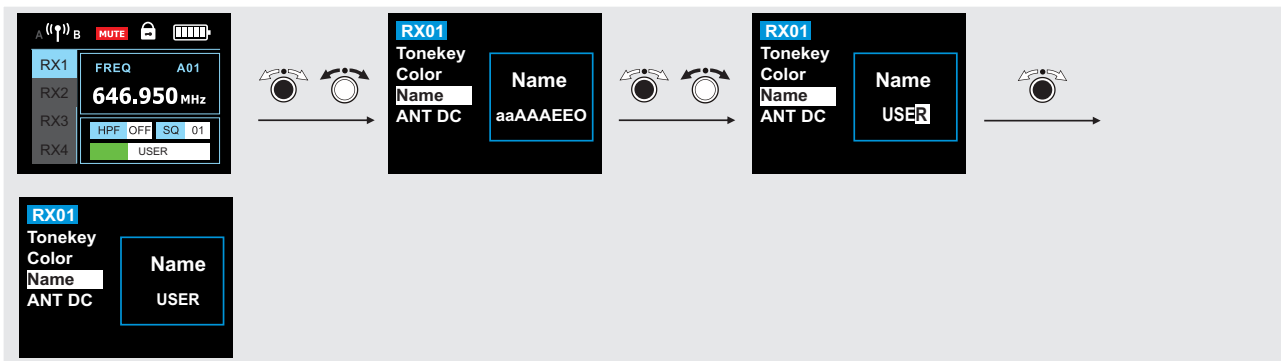 A B MUTE
RX1 FREQ A01
RX2 646.950 MHz
RX3 HPF OFF SQ 01
RX4 USER
RX01
Tonekey
Color
Name
ANT DC
Name
aaAAAEEO
RX01
Tonekey
Color
Name
ANT DC
Name
USER
RX01
Tonekey
Color
Name
ANT DC
Name
USER